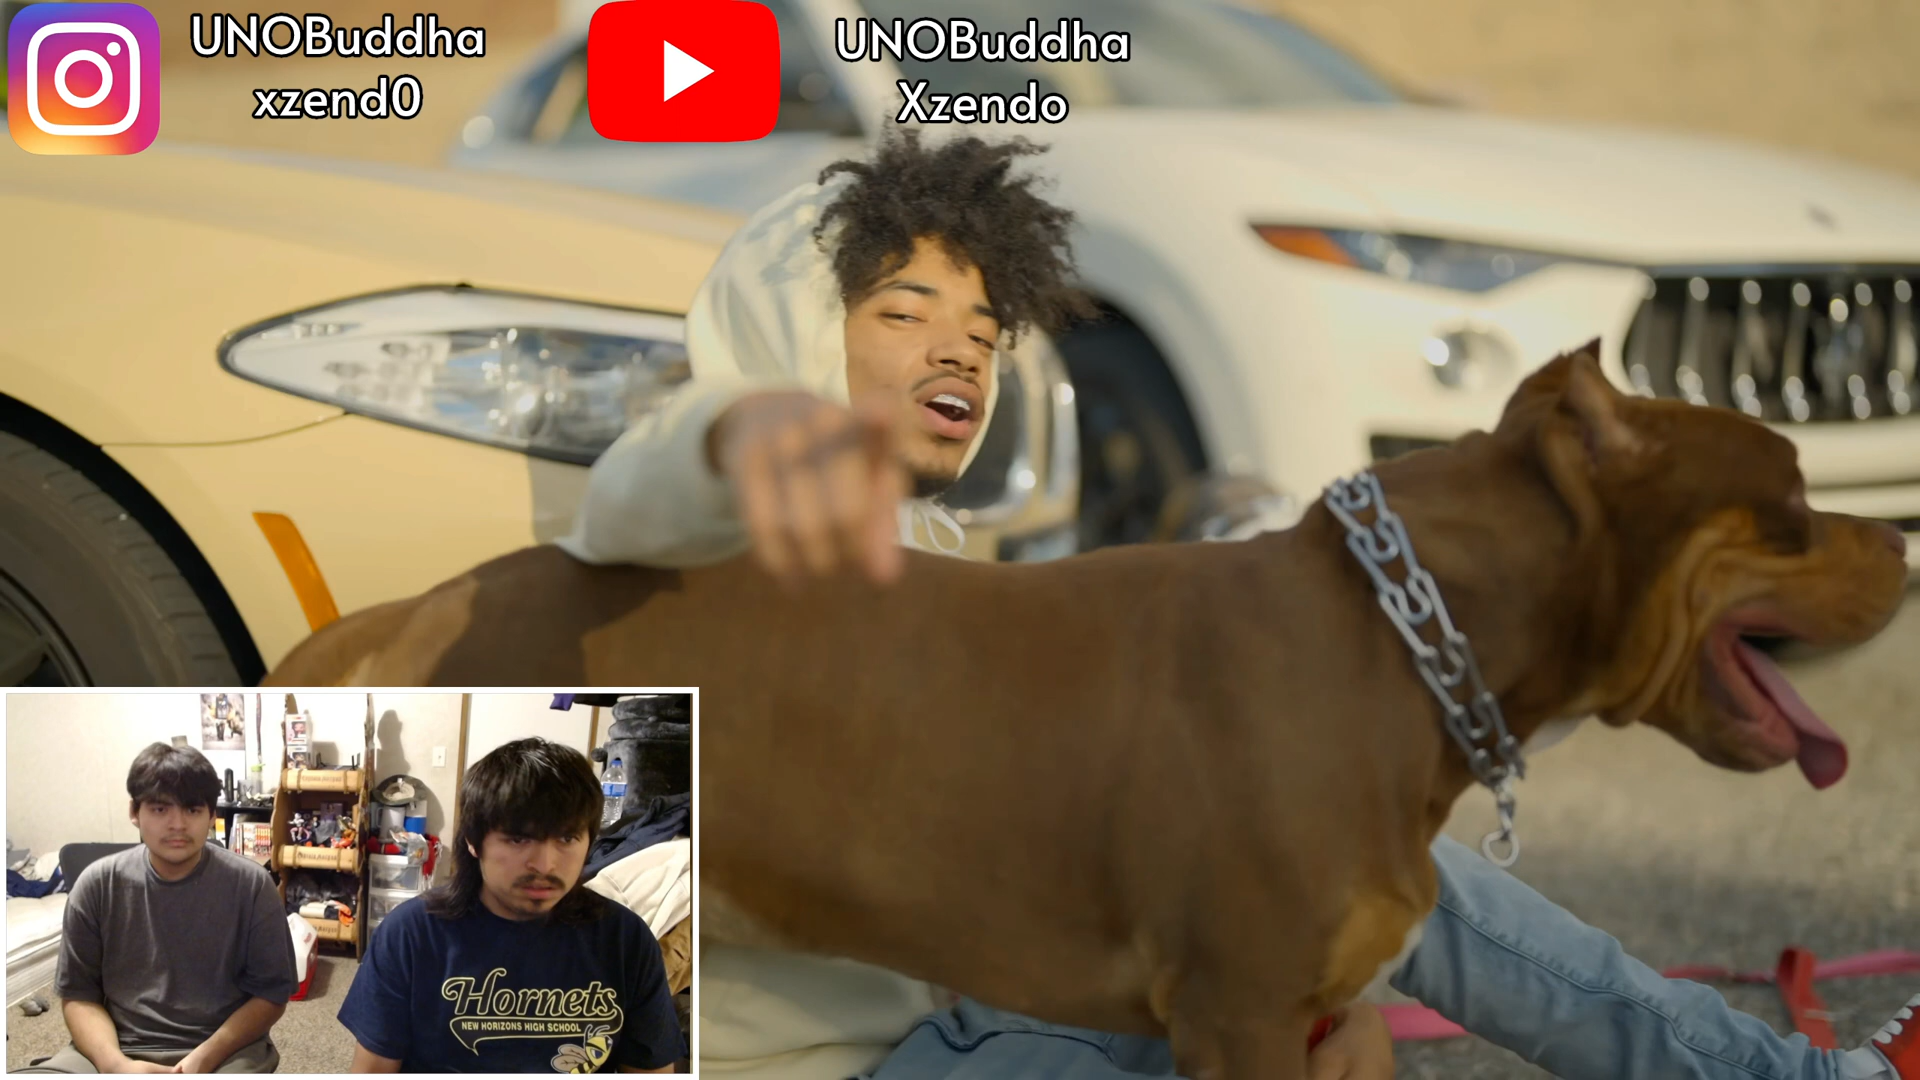 UNOBuddha
xzend0
UNOBuddha
Xzendo
Hornets
NEW HORIZONS HIGH SCHOOL